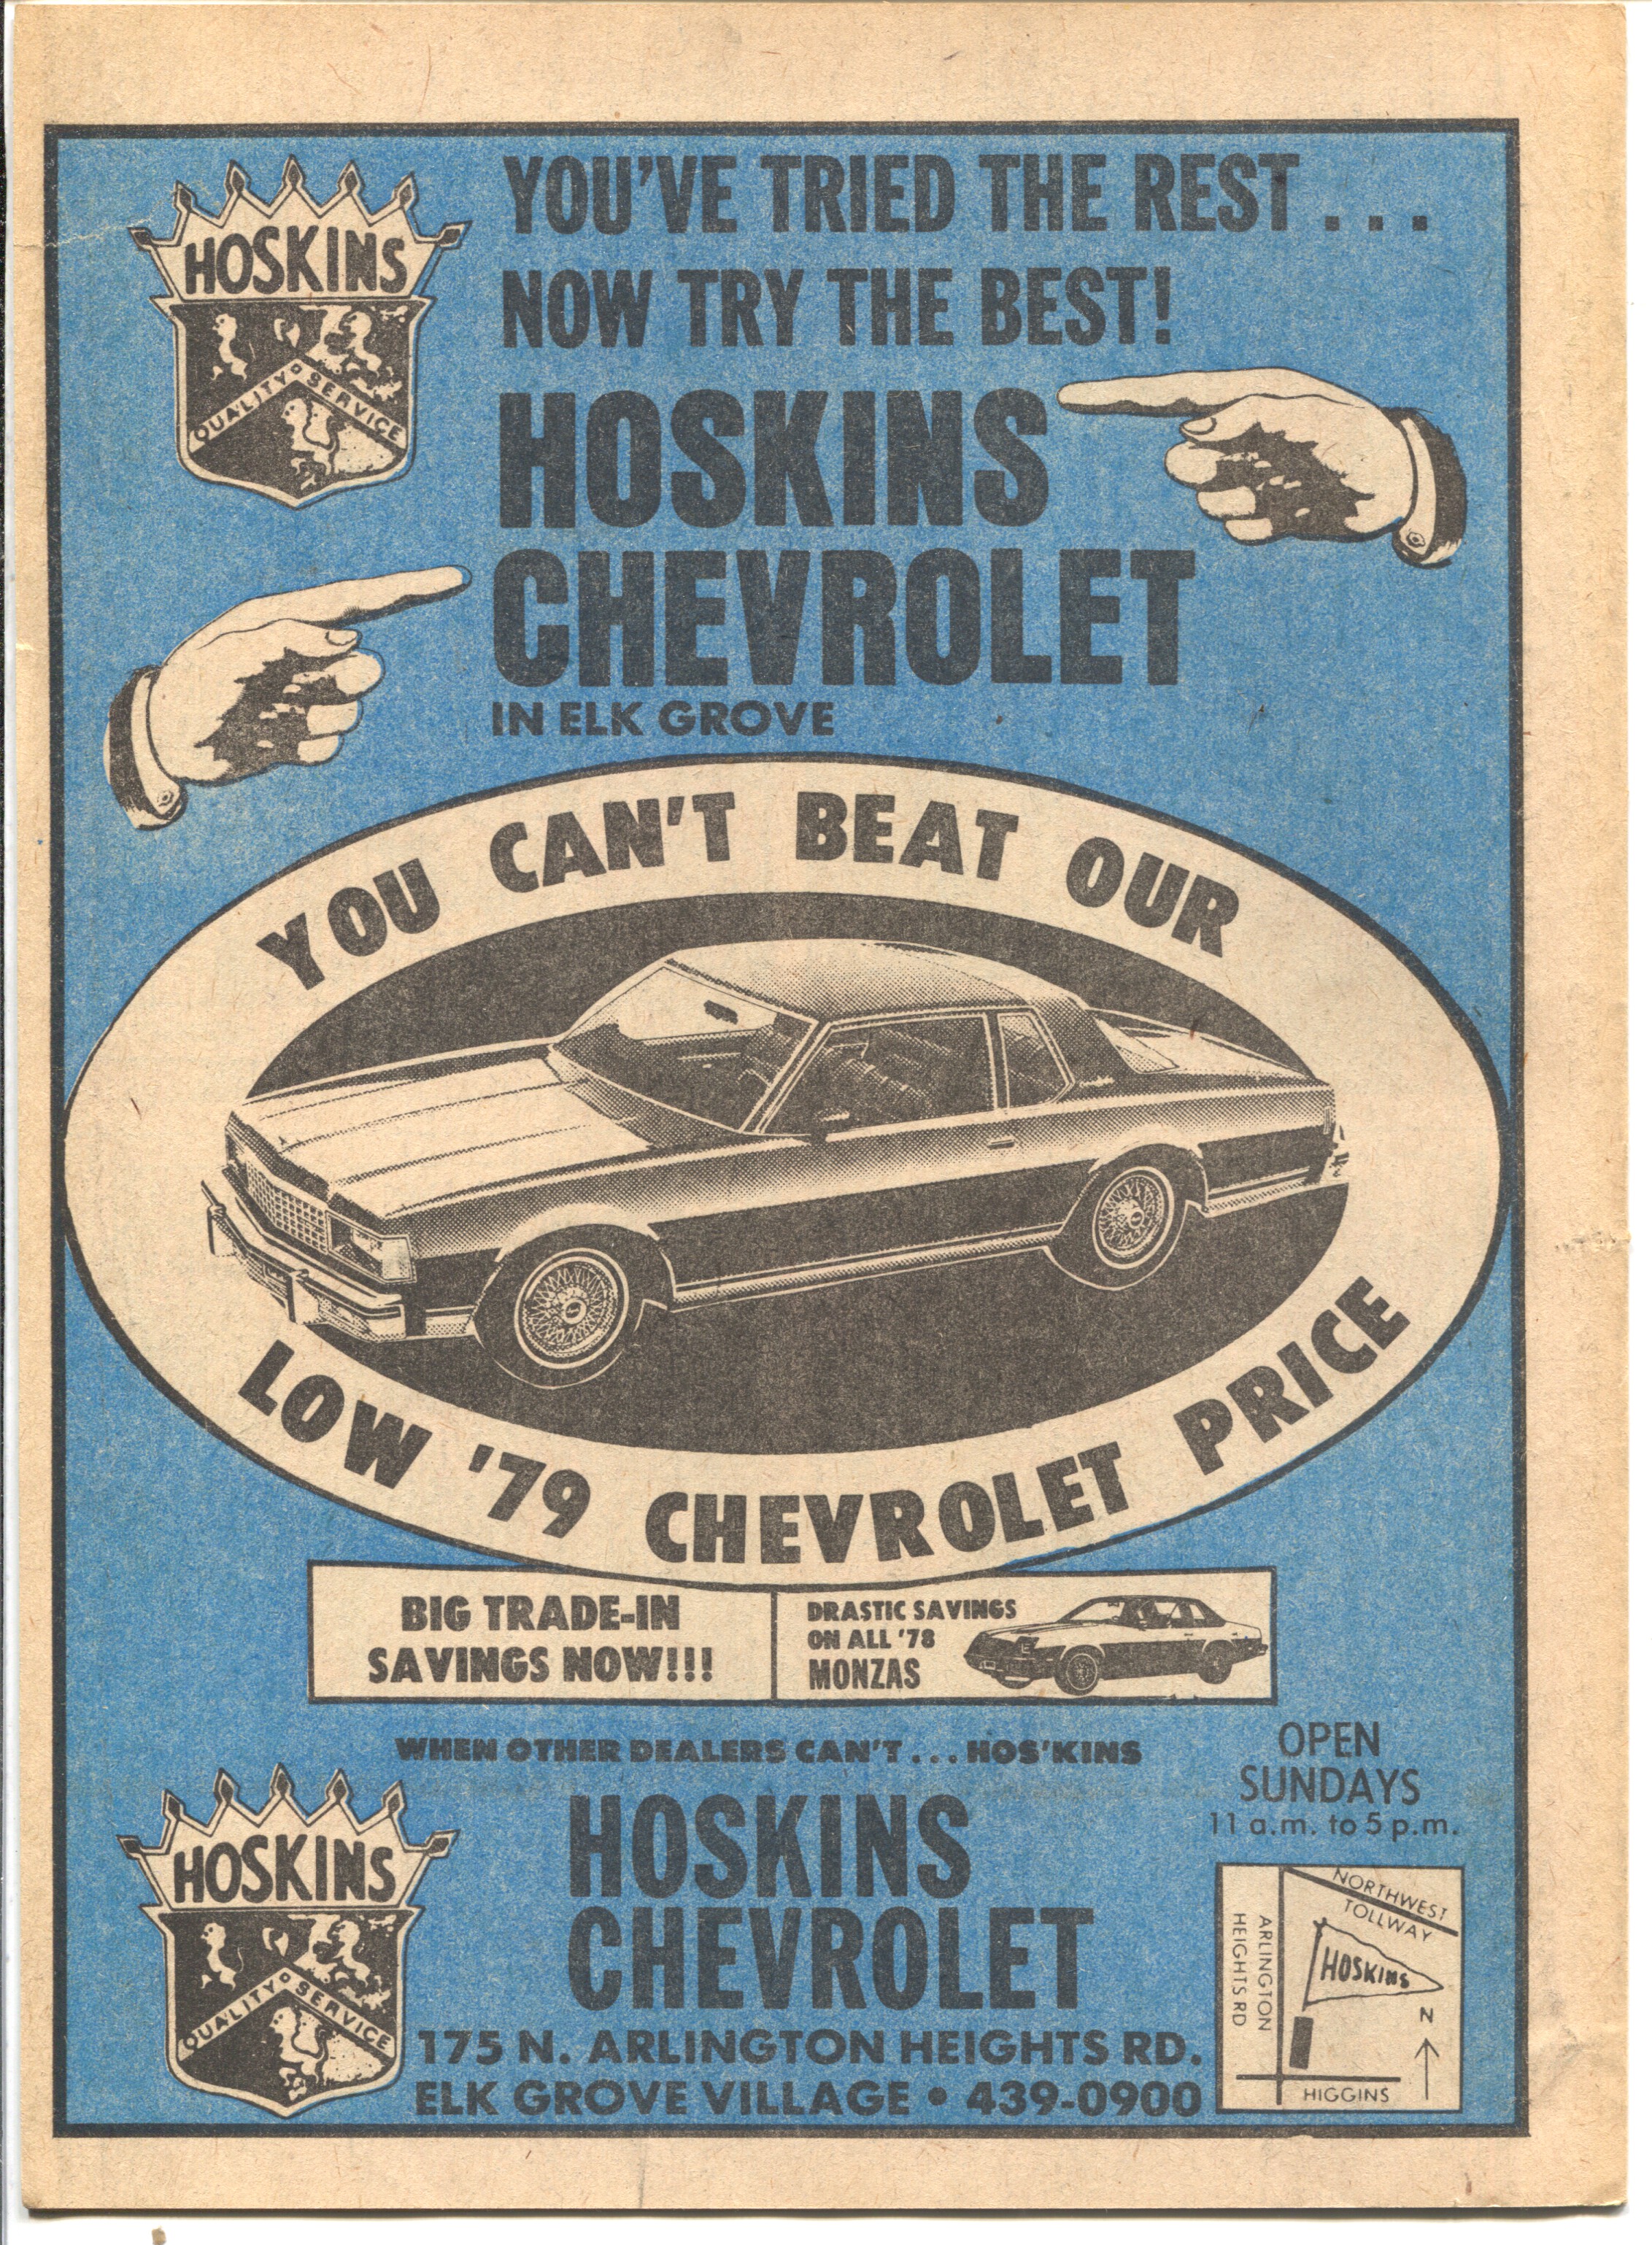 HOSKINS
QUALITY SERVICE
YOU'VE TRIED THE REST . . .
NOW TRY THE BEST!
HOSKINS
CHEVROLET
IN ELK GROVE
YOU CAN'T BEAT OUR
LOW '79 CHEVROLET PRICE
BIG TRADE-IN
SAVINGS NOW!!!
DRASTIC SAVINGS
ON ALL '78
MONZAS
WHEN OTHER DEALERS CAN'T . . . HOS'KINS
OPEN
SUNDAYS
11 a.m. to 5 p.m.
HOSKINS
QUALITY SERVICE
HOSKINS
CHEVROLET
175 N. ARLINGTON HEIGHTS RD.
ELK GROVE VILLAGE • 439-0900
NORTHWEST
TOLLWAY
ARLINGTON
HEIGHTS RD
HOSKINS
N
HIGGINS